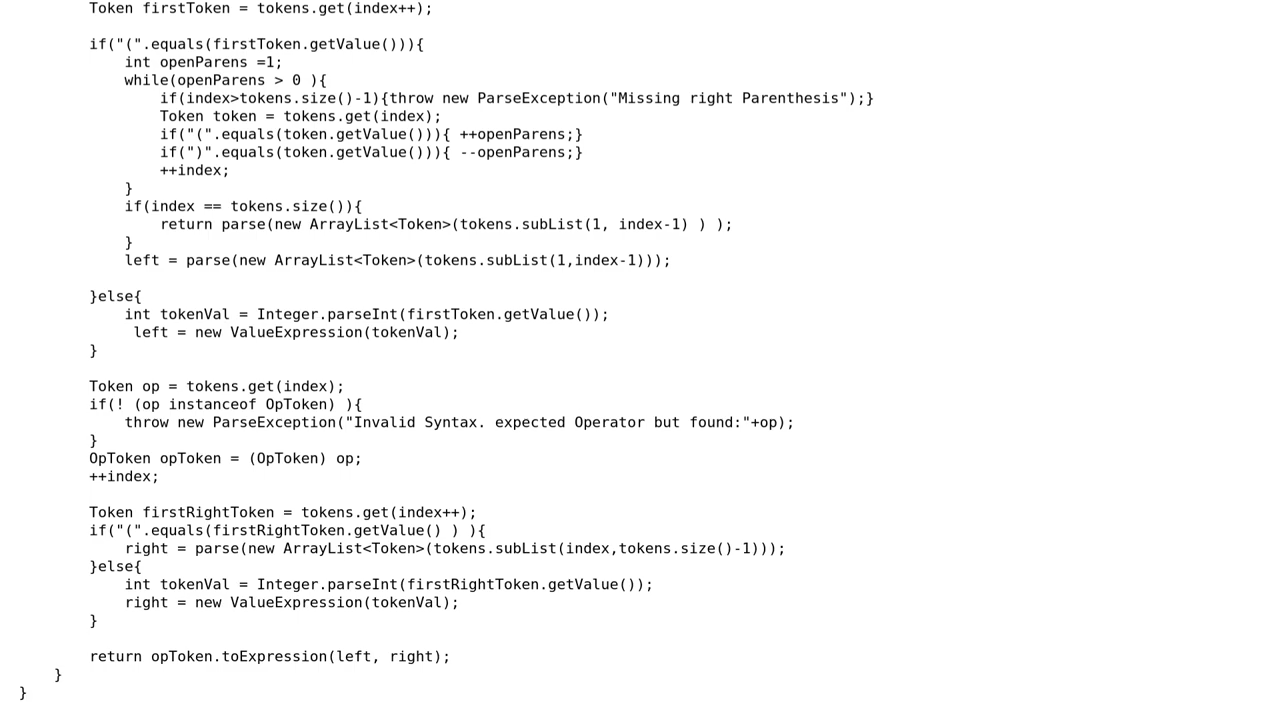 Token firstToken = tokens.get(index++);
if("(".equals(firstToken.getValue())){
int openParens =1;
while(openParens > 0 ){
if(index>tokens.size()-1){throw new ParseException("Missing right Parenthesis");}
Token token = tokens.get(index);
if("(".equals(token.getValue())){ ++openParens;}
if(")".equals(token.getValue())){ --openParens;}
++index;
}
if(index == tokens.size()){
return parse(new ArrayList<Token>(tokens.subList(1, index-1) ) );
}
left = parse(new ArrayList<Token>(tokens.subList(1,index-1)));
}else{
int tokenVal = Integer.parseInt(firstToken.getValue());
left = new ValueExpression(tokenVal);
}
Token op = tokens.get(index);
if(! (op instanceof OpToken) ){
throw new ParseException("Invalid Syntax. expected Operator but found:"+op);
}
OpToken opToken = (OpToken) op;
++index;
Token firstRightToken = tokens.get(index++);
if("(".equals(firstRightToken.getValue() ) ){
right = parse(new ArrayList<Token>(tokens.subList(index,tokens.size()-1)));
}else{
int tokenVal = Integer.parseInt(firstRightToken.getValue());
right = new ValueExpression(tokenVal);
}
return opToken.toExpression(left, right);
}
}